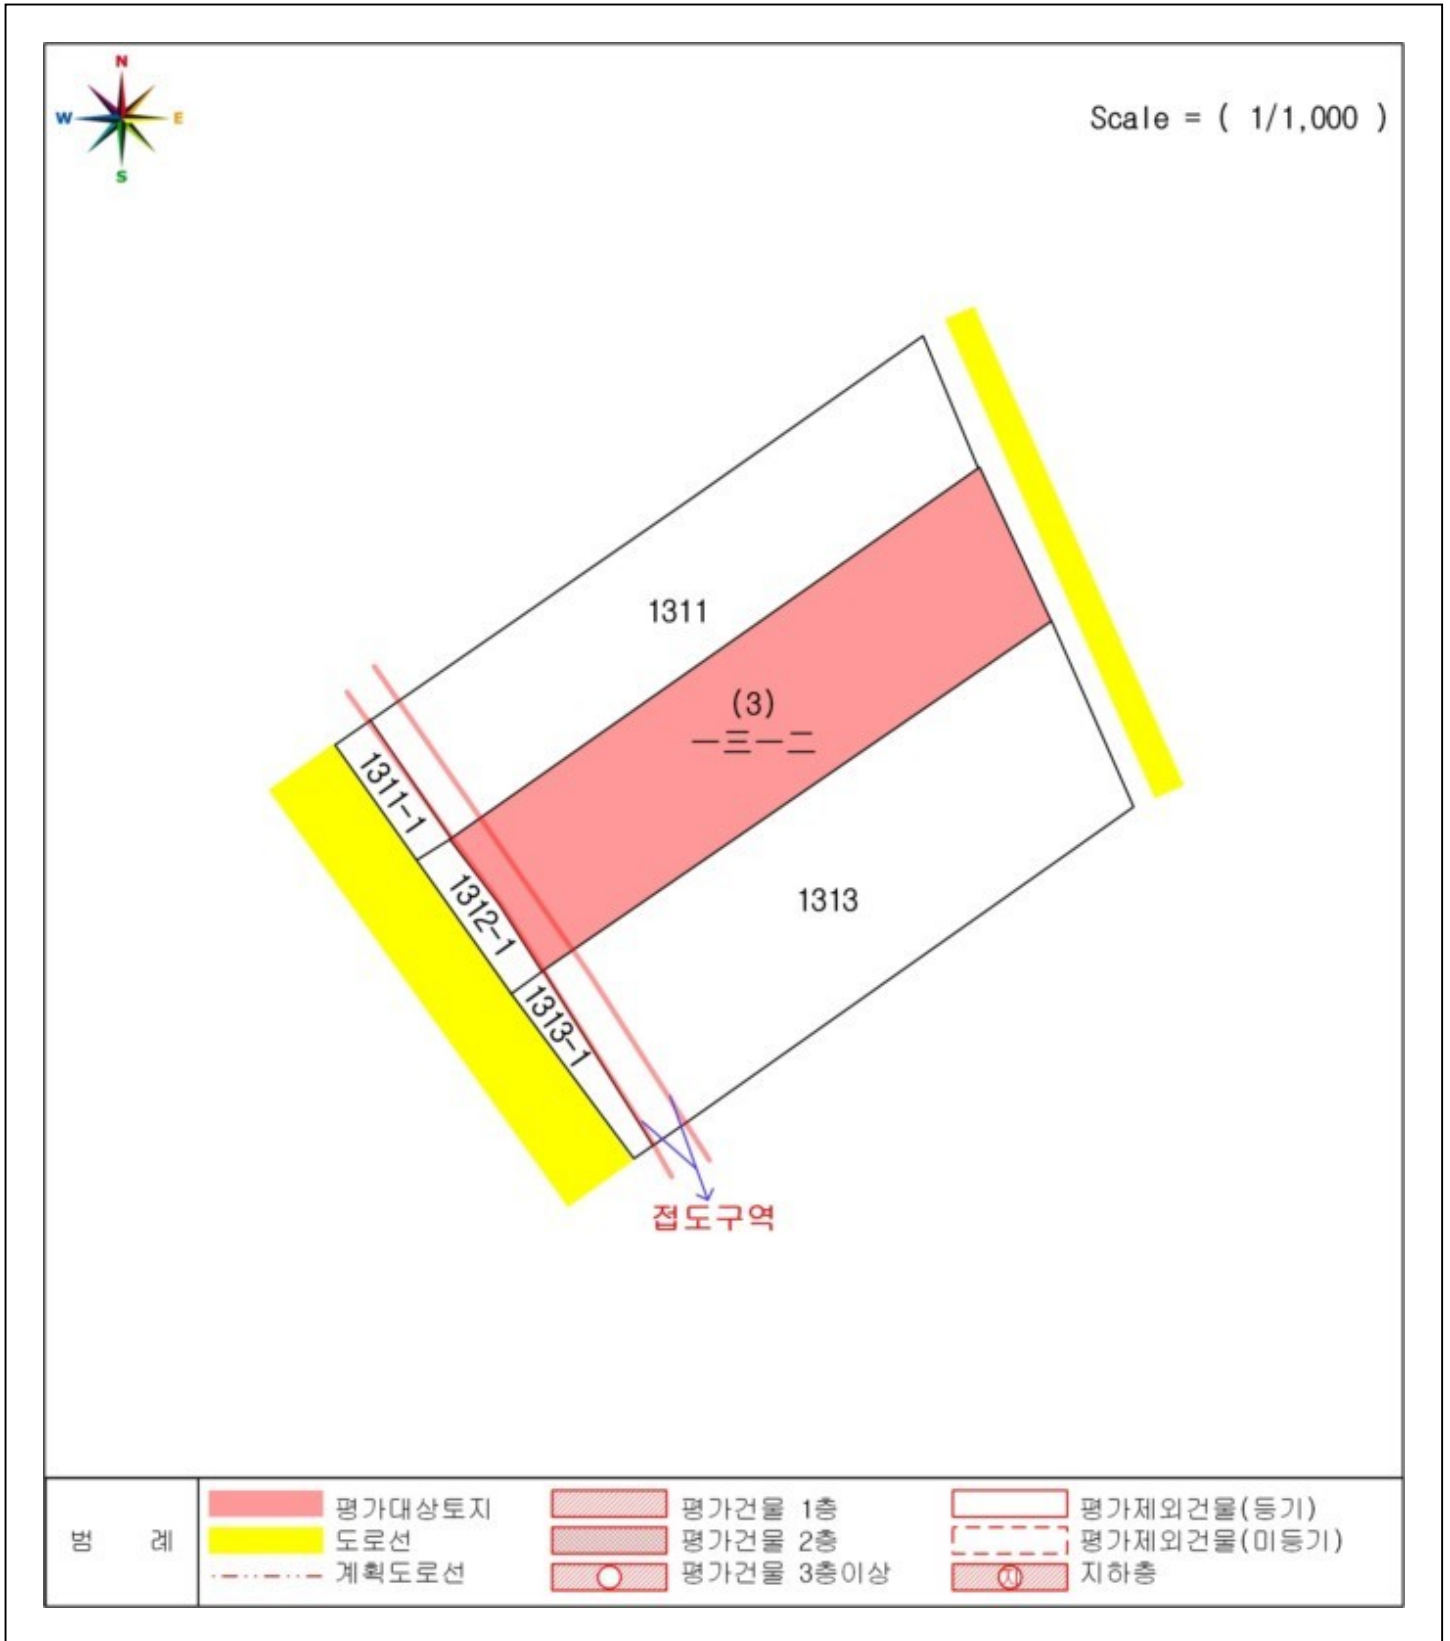 N
W E
S
Scale = ( 1/1,000 )
1311
(3)
一三一二
1311-1
1312-1
1313
1313-1
접도구역
범 례
평가대상토지
도로선
계획도로선
평가건물 1층
평가건물 2층
평가건물 3층이상
평가제외건물(등기)
평가제외건물(미등기)
지 지하층